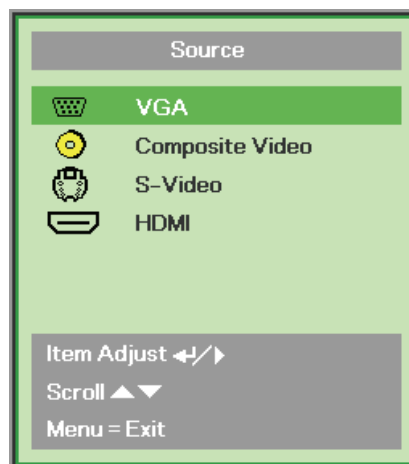 Source
VGA
Composite Video
S-Video
HDMI
Item Adjust ↵/▶
Scroll ▲▼
Menu = Exit